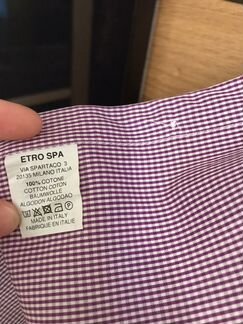 ETRO SPA
VIA SPARTACO 3
20135 MILANO ITALIA
100% COTONE
COTTON COTON
BAUMWOLLE
ALGODON ALGODAO
MADE IN ITALY
FABRIQUE EN ITALIE